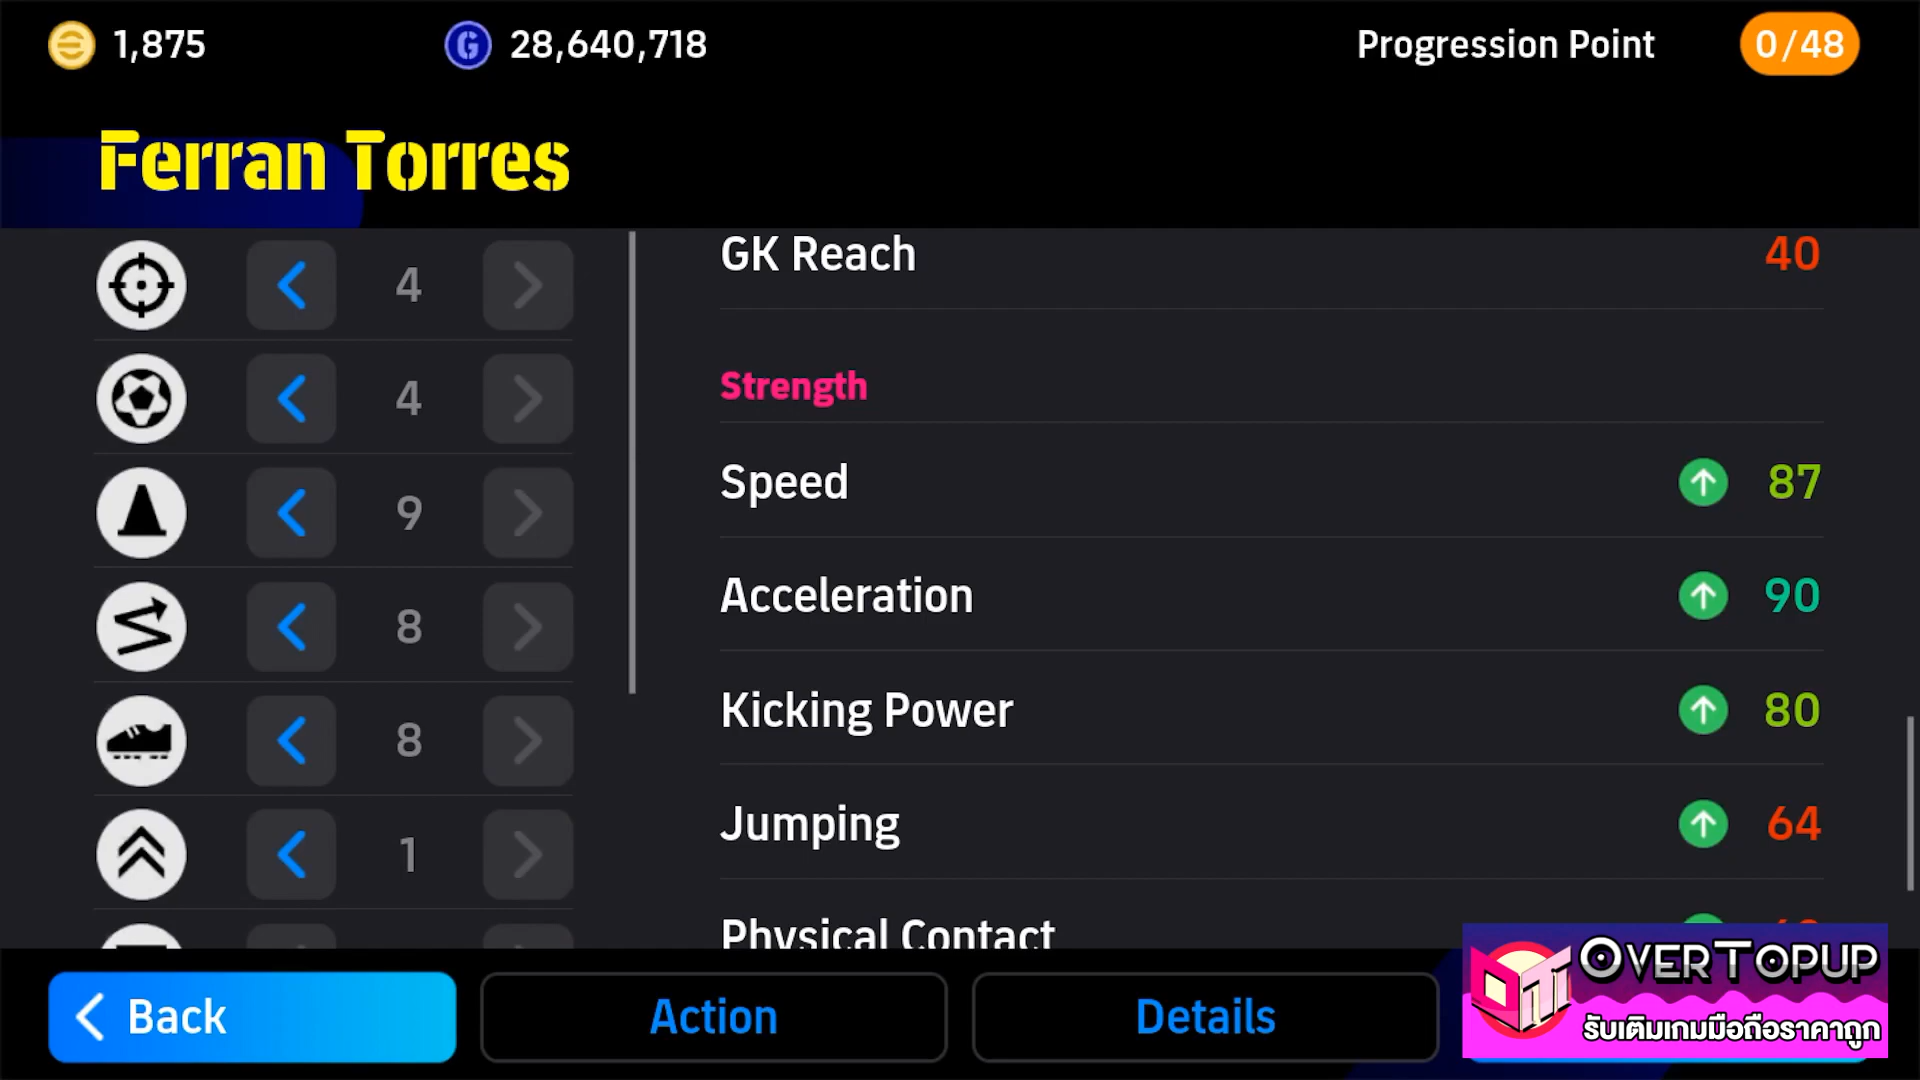 1,875
28,640,718
Progression Point
0/48
Ferran Torres
4
4
9
8
8
1
GK Reach 40
Strength
Speed 87
Acceleration 90
Kicking Power 80
Jumping 64
Physical Contact
Back
Action
Details
OVERTOPUP
รับเติมเกมมือถือราคาถูก